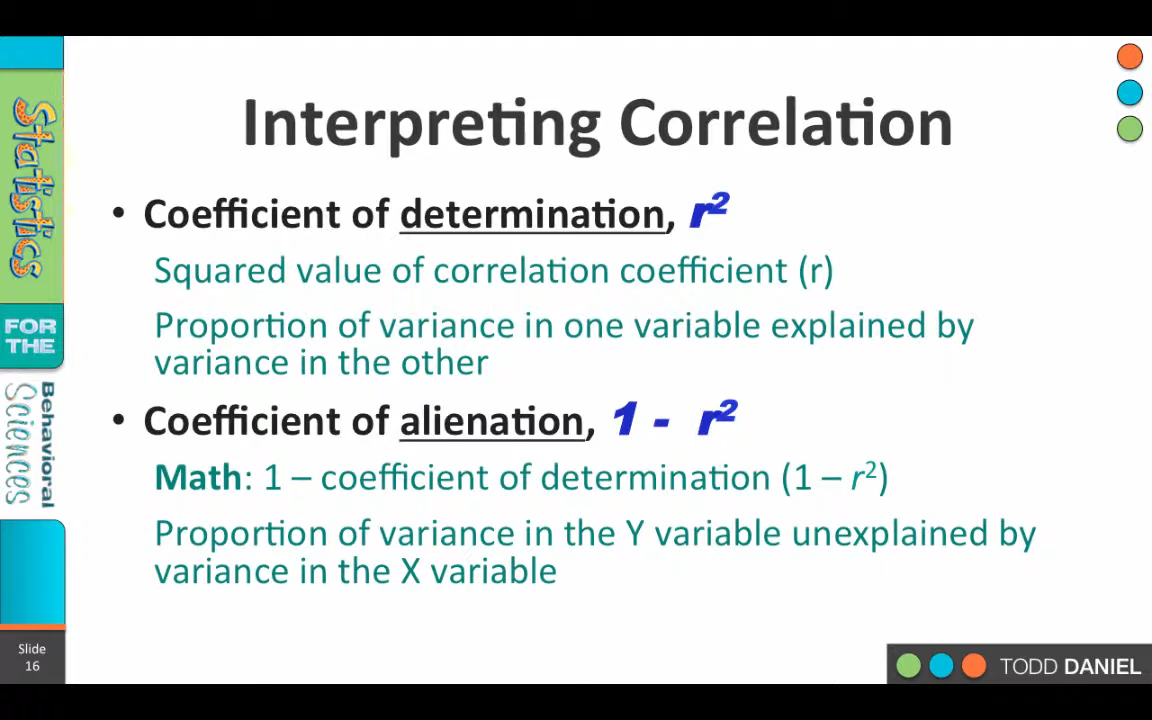 Interpreting Correlation
• Coefficient of determination, r²
Squared value of correlation coefficient (r)
Proportion of variance in one variable explained by
variance in the other
• Coefficient of alienation, 1 - r²
Math: 1 – coefficient of determination (1 – r²)
Proportion of variance in the Y variable unexplained by
variance in the X variable
Statistics
FOR
THE
Behavioral
Sciences
Slide
16
TODD DANIEL